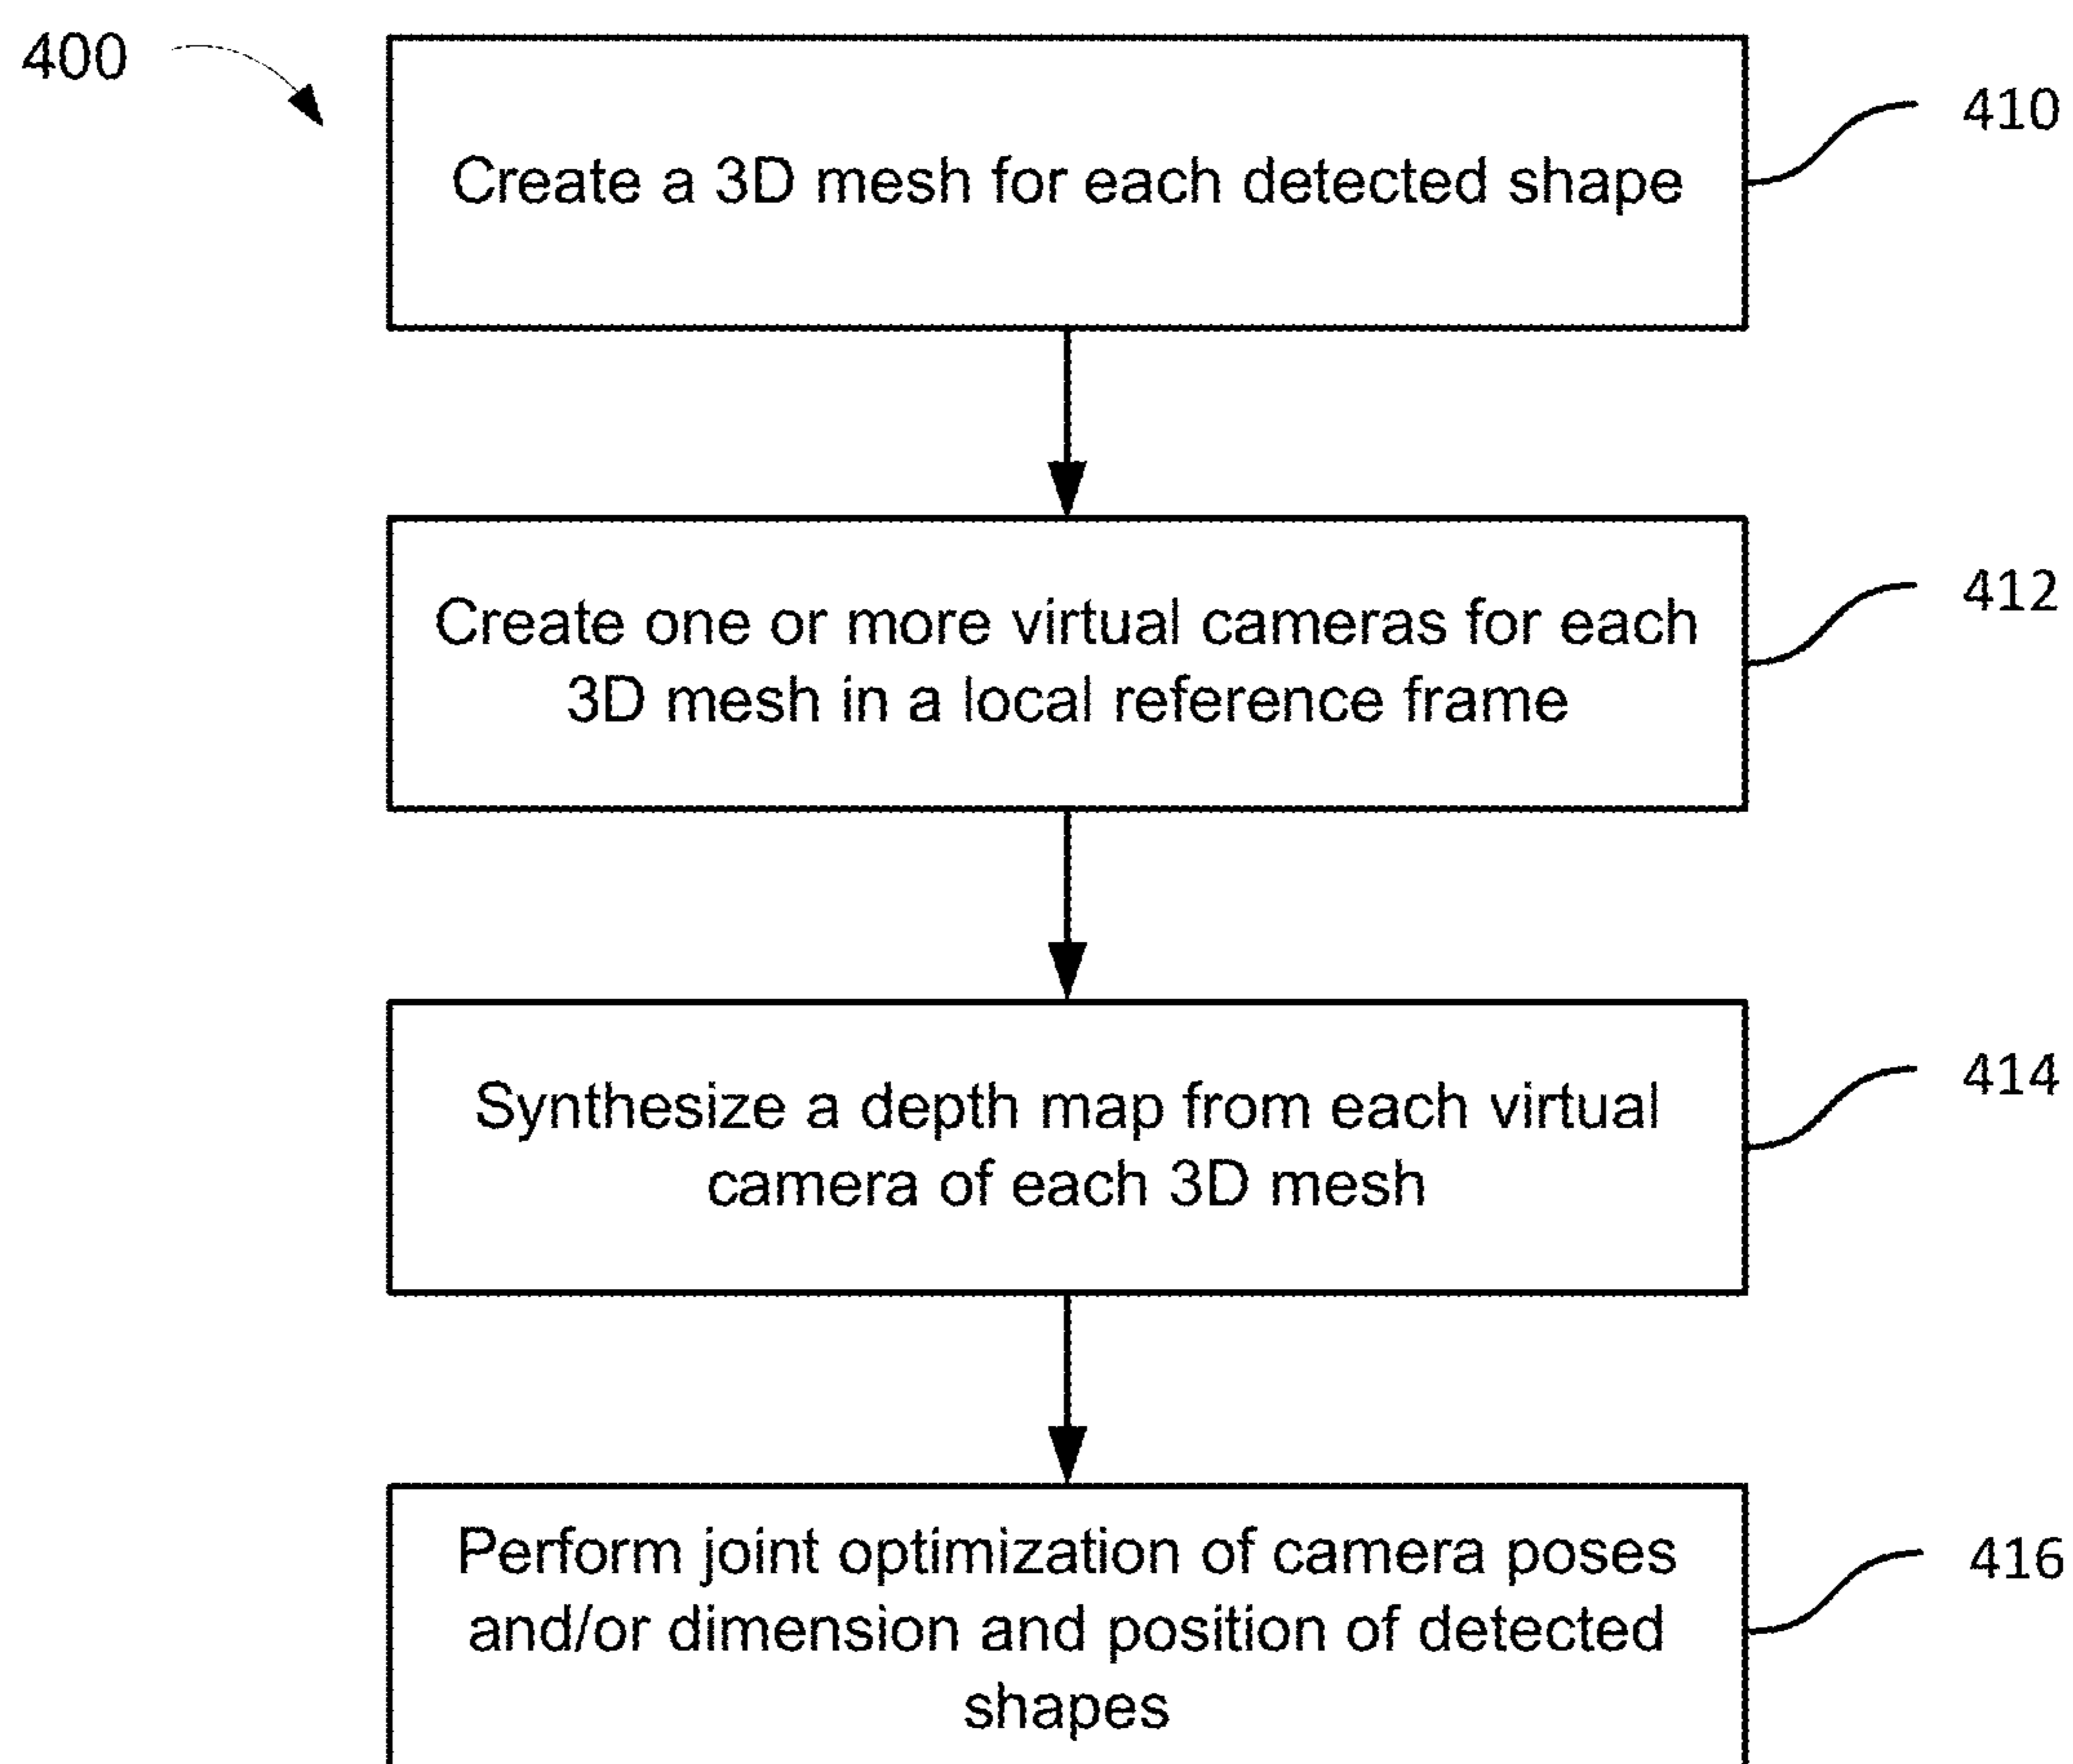 400
Create a 3D mesh for each detected shape
410
Create one or more virtual cameras for each
3D mesh in a local reference frame
412
Synthesize a depth map from each virtual
camera of each 3D mesh
414
Perform joint optimization of camera poses
and/or dimension and position of detected
shapes
416